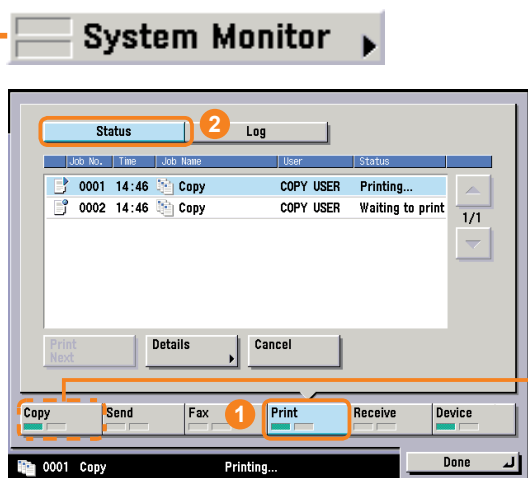 System Monitor
Status 2 Log
Job No. Time Job Name User Status
0001 14:46 Copy COPY USER Printing...
0002 14:46 Copy COPY USER Waiting to print
1/1
Print Next Details Cancel
Copy Send Fax 1 Print Receive Device
0001 Copy Printing... Done